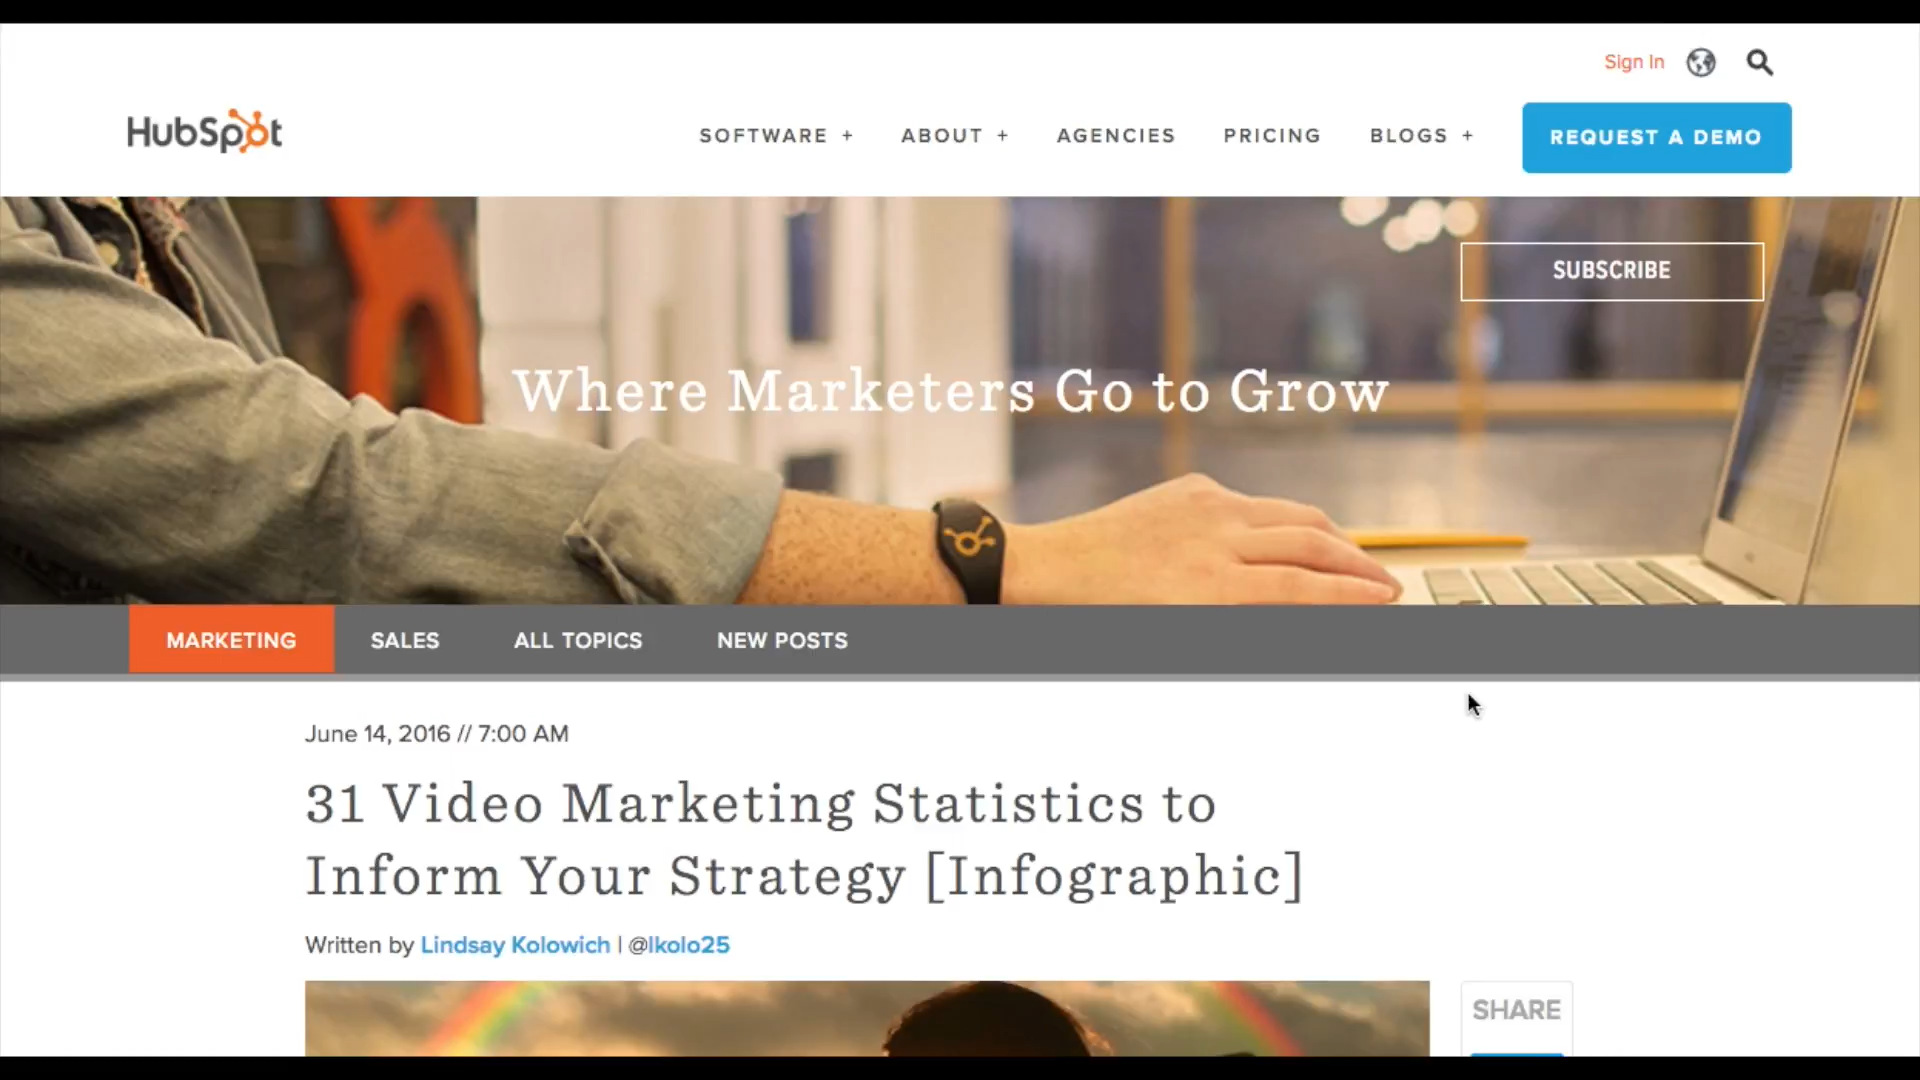 Sign In
HubSpot
SOFTWARE +
ABOUT +
AGENCIES
PRICING
BLOGS +
REQUEST A DEMO
SUBSCRIBE
Where Marketers Go to Grow
MARKETING
SALES
ALL TOPICS
NEW POSTS
June 14, 2016 // 7:00 AM
31 Video Marketing Statistics to
Inform Your Strategy [Infographic]
Written by Lindsay Kolowich | @lkolo25
SHARE